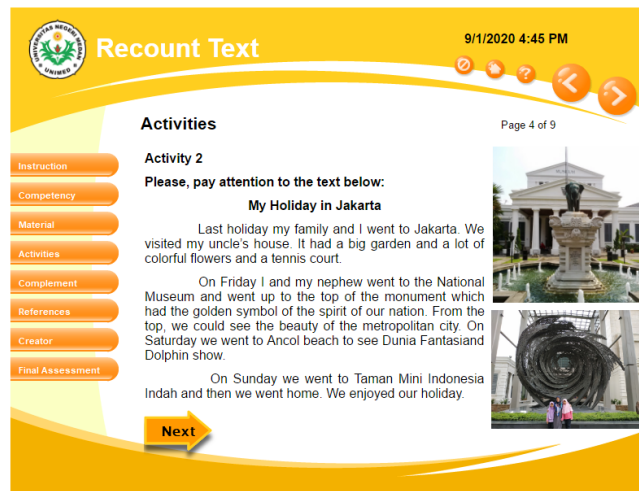 UNIVERSITAS NEGERI MEDAN
UNIMED
Recount Text
9/1/2020 4:45 PM
Activities
Page 4 of 9
Instruction
Competency
Material
Activities
Complement
References
Creator
Final Assessment
Activity 2
Please, pay attention to the text below:
My Holiday in Jakarta
Last holiday my family and I went to Jakarta. We
visited my uncle's house. It had a big garden and a lot of
colorful flowers and a tennis court.
On Friday I and my nephew went to the National
Museum and went up to the top of the monument which
had the golden symbol of the spirit of our nation. From the
top, we could see the beauty of the metropolitan city. On
Saturday we went to Ancol beach to see Dunia Fantasiand
Dolphin show.
On Sunday we went to Taman Mini Indonesia
Indah and then we went home. We enjoyed our holiday.
Next